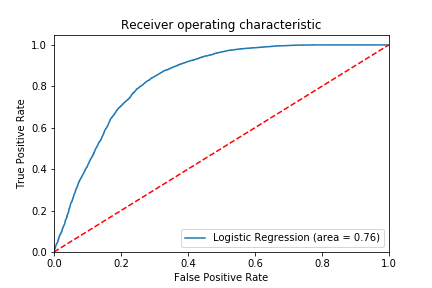 Receiver operating characteristic
True Positive Rate
1.0
0.8
0.6
0.4
0.2
0.0
Logistic Regression (area = 0.76)
0.0 0.2 0.4 0.6 0.8 1.0
False Positive Rate